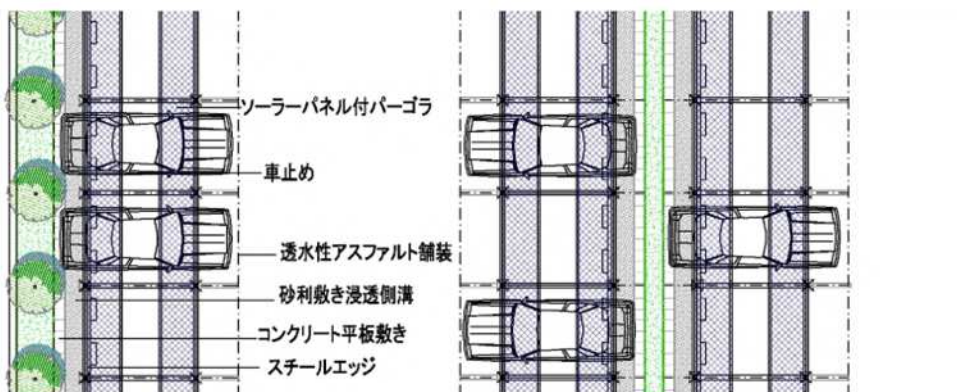 ソーラーパネル付パーゴラ
車止め
透水性アスファルト舗装
砂利敷き浸透側溝
コンクリート平板敷き
スチールエッジ